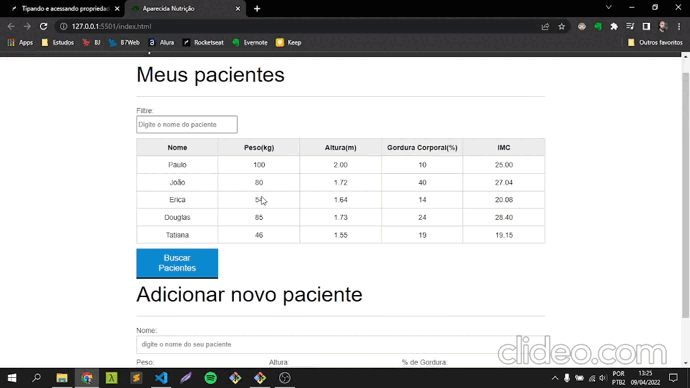 Tipando e acessando propriedad
Aparecida Nutrição
127.0.0.1:5501/index.html
Apps
Estudos
BJ
B7Web
Alura
Rocketseat
Evernote
Keep
Outros favoritos
Meus pacientes
Filtre:
Digite o nome do paciente
Nome Peso(kg) Altura(m) Gordura Corporal(%) IMC
Paulo 100 2.00 10 25.00
João 80 1.72 40 27.04
Erica 54 1.64 14 20.08
Douglas 85 1.73 24 28.40
Tatiana 46 1.55 19 19.15
Buscar
Pacientes
Adicionar novo paciente
Nome:
digite o nome do seu paciente
Peso: Altura: % de Gordura:
clideo.com
POR
PTB2
13:25
09/04/2022